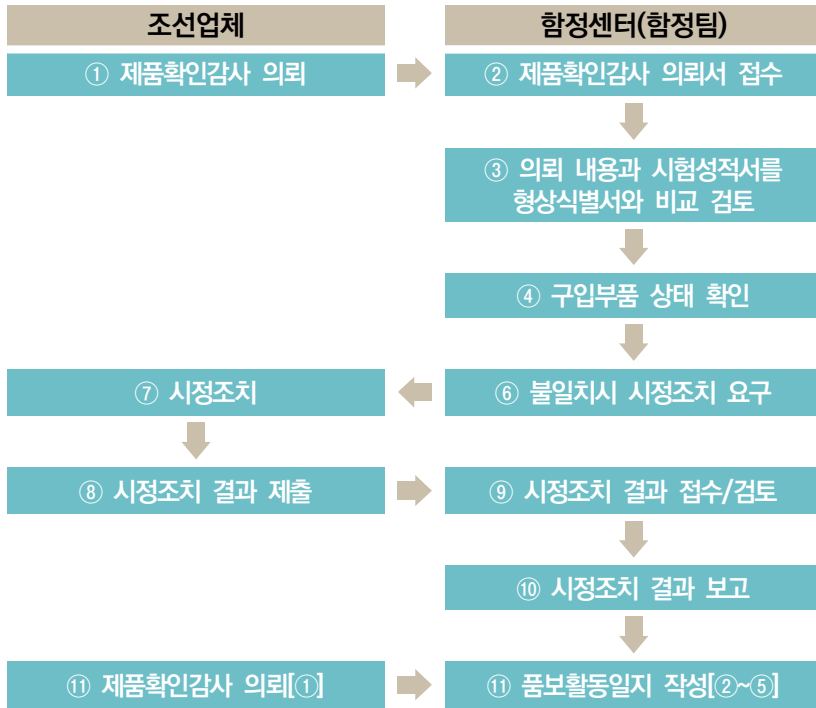 조선업체
함정센터(함정팀)
① 제품확인감사 의뢰
② 제품확인감사 의뢰서 접수
③ 의뢰 내용과 시험성적서를
형상식별서와 비교 검토
④ 구입부품 상태 확인
⑦ 시정조치
⑥ 불일치시 시정조치 요구
⑧ 시정조치 결과 제출
⑨ 시정조치 결과 접수/검토
⑩ 시정조치 결과 보고
⑪ 제품확인감사 의뢰[①]
⑪ 품보활동일지 작성[②~⑤]